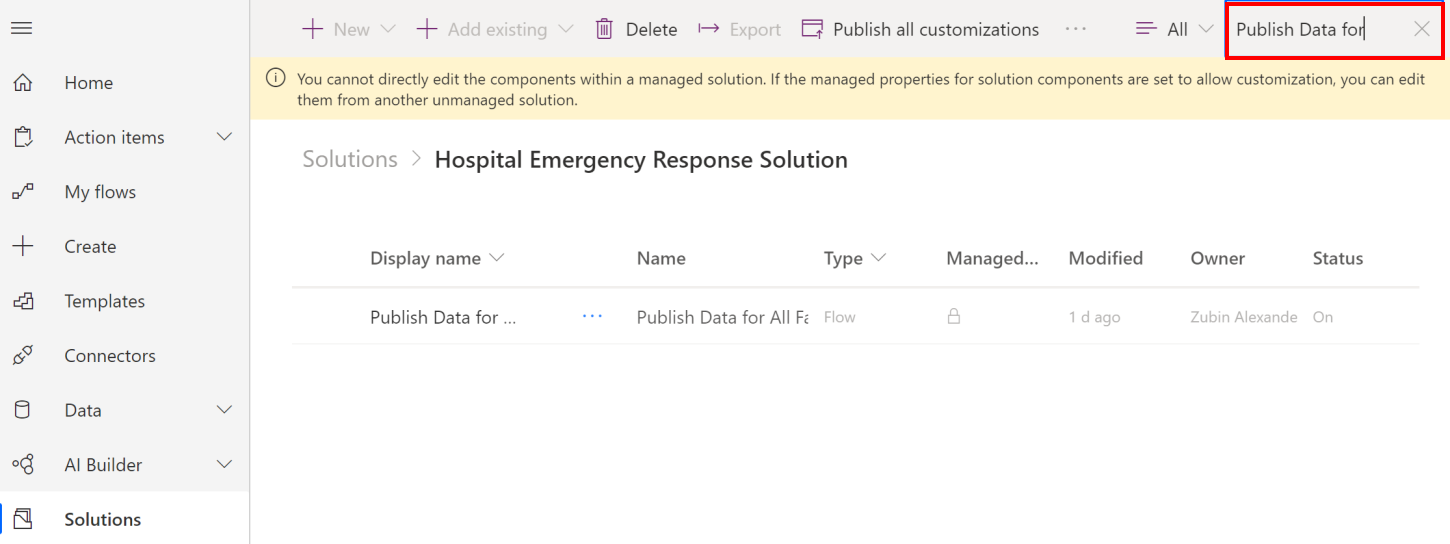 New
Add existing
Delete
Export
Publish all customizations
...
All
Publish Data for
You cannot directly edit the components within a managed solution. If the managed properties for solution components are set to allow customization, you can edit
them from another unmanaged solution.
Home
Action items
My flows
Create
Templates
Connectors
Data
AI Builder
Solutions
Solutions > Hospital Emergency Response Solution
Display name
Name
Type
Managed...
Modified
Owner
Status
Publish Data for ...
...
Publish Data for All Fa
Flow
1 d ago
Zubin Alexande
On